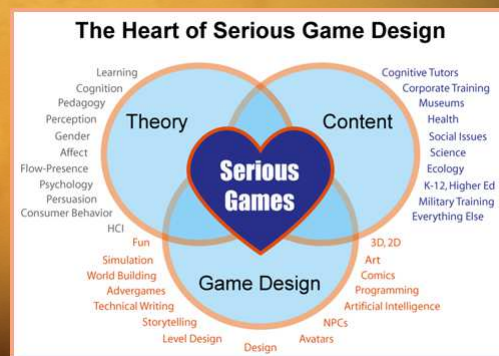 The Heart of Serious Game Design
Learning
Cognition
Pedagogy
Perception
Gender
Affect
Flow-Presence
Psychology
Persuasion
Consumer Behavior
HCI
Theory
Content
Cognitive Tutors
Corporate Training
Museums
Health
Social Issues
Science
Ecology
K-12, Higher Ed
Military Training
Everything Else
Serious
Games
Game Design
Fun
Simulation
World Building
Advergames
Technical Writing
Storytelling
Level Design
Design
Avatars
NPCs
Artificial Intelligence
Programming
Comics
Art
3D, 2D